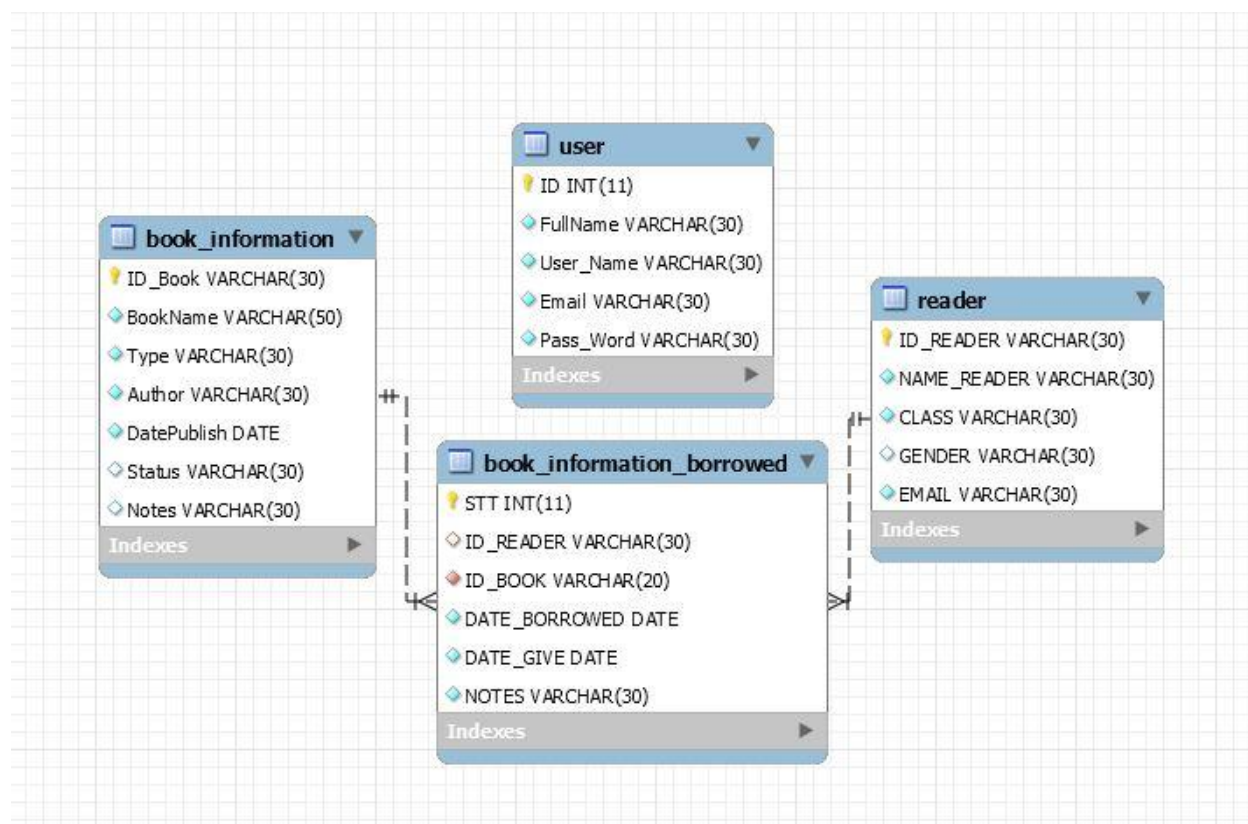 user
ID INT(11)
FullName VARCHAR(30)
User_Name VARCHAR(30)
Email VARCHAR(30)
Pass_Word VARCHAR(30)
Indexes
book_information
ID_Book VARCHAR(30)
BookName VARCHAR(50)
Type VARCHAR(30)
Author VARCHAR(30)
DatePublish DATE
Status VARCHAR(30)
Notes VARCHAR(30)
Indexes
reader
ID_READER VARCHAR(30)
NAME_READER VARCHAR(30)
CLASS VARCHAR(30)
GENDER VARCHAR(30)
EMAIL VARCHAR(30)
Indexes
book_information_borrowed
STT INT(11)
ID_READER VARCHAR(30)
ID_BOOK VARCHAR(20)
DATE_BORROWED DATE
DATE_GIVE DATE
NOTES VARCHAR(30)
Indexes